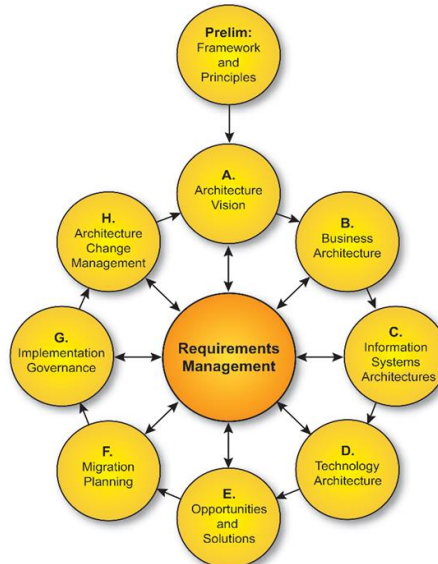 Prelim:
Framework
and
Principles
A.
Architecture
Vision
B.
Business
Architecture
C.
Information
Systems
Architectures
D.
Technology
Architecture
E.
Opportunities
and
Solutions
F.
Migration
Planning
G.
Implementation
Governance
H.
Architecture
Change
Management
Requirements
Management